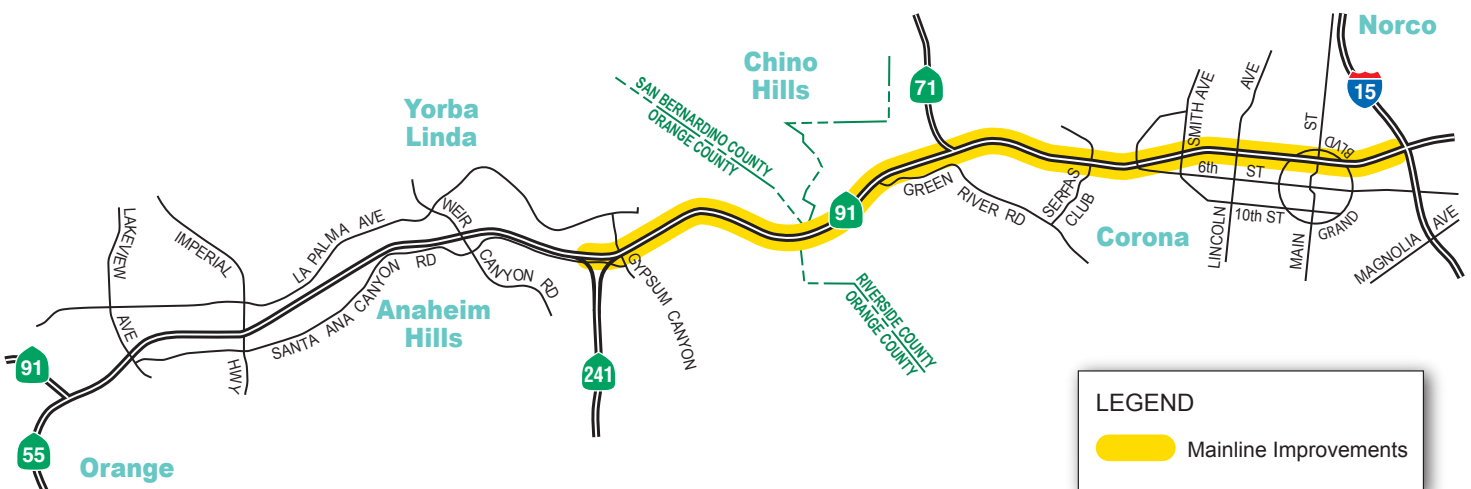 Norco
Chino
Hills
71
15
SAN BERNARDINO COUNTY
ORANGE COUNTY
Yorba
Linda
SMITH AVE
AVE
ST
BLVD
6th ST
GREEN RIVER RD
SERFAS
CLUB
91
LAKEVIEW
AVE
IMPERIAL
HWY
LA PALMA AVE
WEIR
CANYON RD
10th ST
LINCOLN
MAIN
GRAND
Corona
MAGNOLIA AVE
SANTA ANA CANYON RD
Anaheim
Hills
GYPSUM CANYON
RIVERSIDE COUNTY
ORANGE COUNTY
91
241
55
Orange
LEGEND
Mainline Improvements